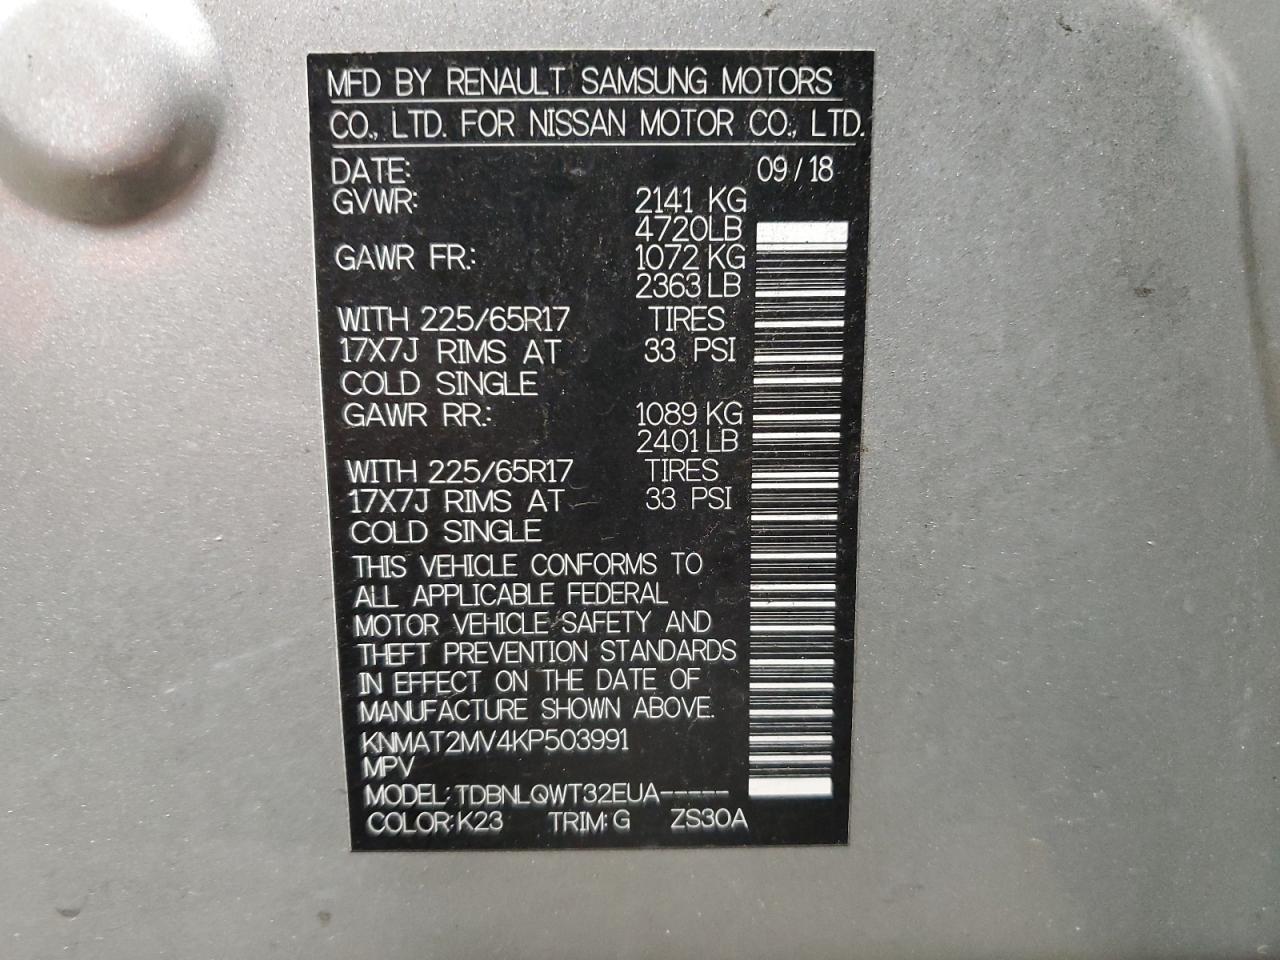 MFD BY RENAULT SAMSUNG MOTORS
CO., LTD. FOR NISSAN MOTOR CO., LTD.
DATE: 09 / 18
GVWR: 2141 KG
4720LB
GAWR FR.: 1072 KG
2363 LB
WITH 225/65R17 TIRES
17X7J RIMS AT 33 PSI
COLD SINGLE
GAWR RR.: 1089 KG
2401 LB
WITH 225/65R17 TIRES
17X7J RIMS AT 33 PSI
COLD SINGLE
THIS VEHICLE CONFORMS TO
ALL APPLICABLE FEDERAL
MOTOR VEHICLE SAFETY AND
THEFT PREVENTION STANDARDS
IN EFFECT ON THE DATE OF
MANUFACTURE SHOWN ABOVE.
KNMAT2MV4KP503991
MPV
MODEL: TDBNLQWT32EUA-----
COLOR: K23 TRIM: G ZS30A